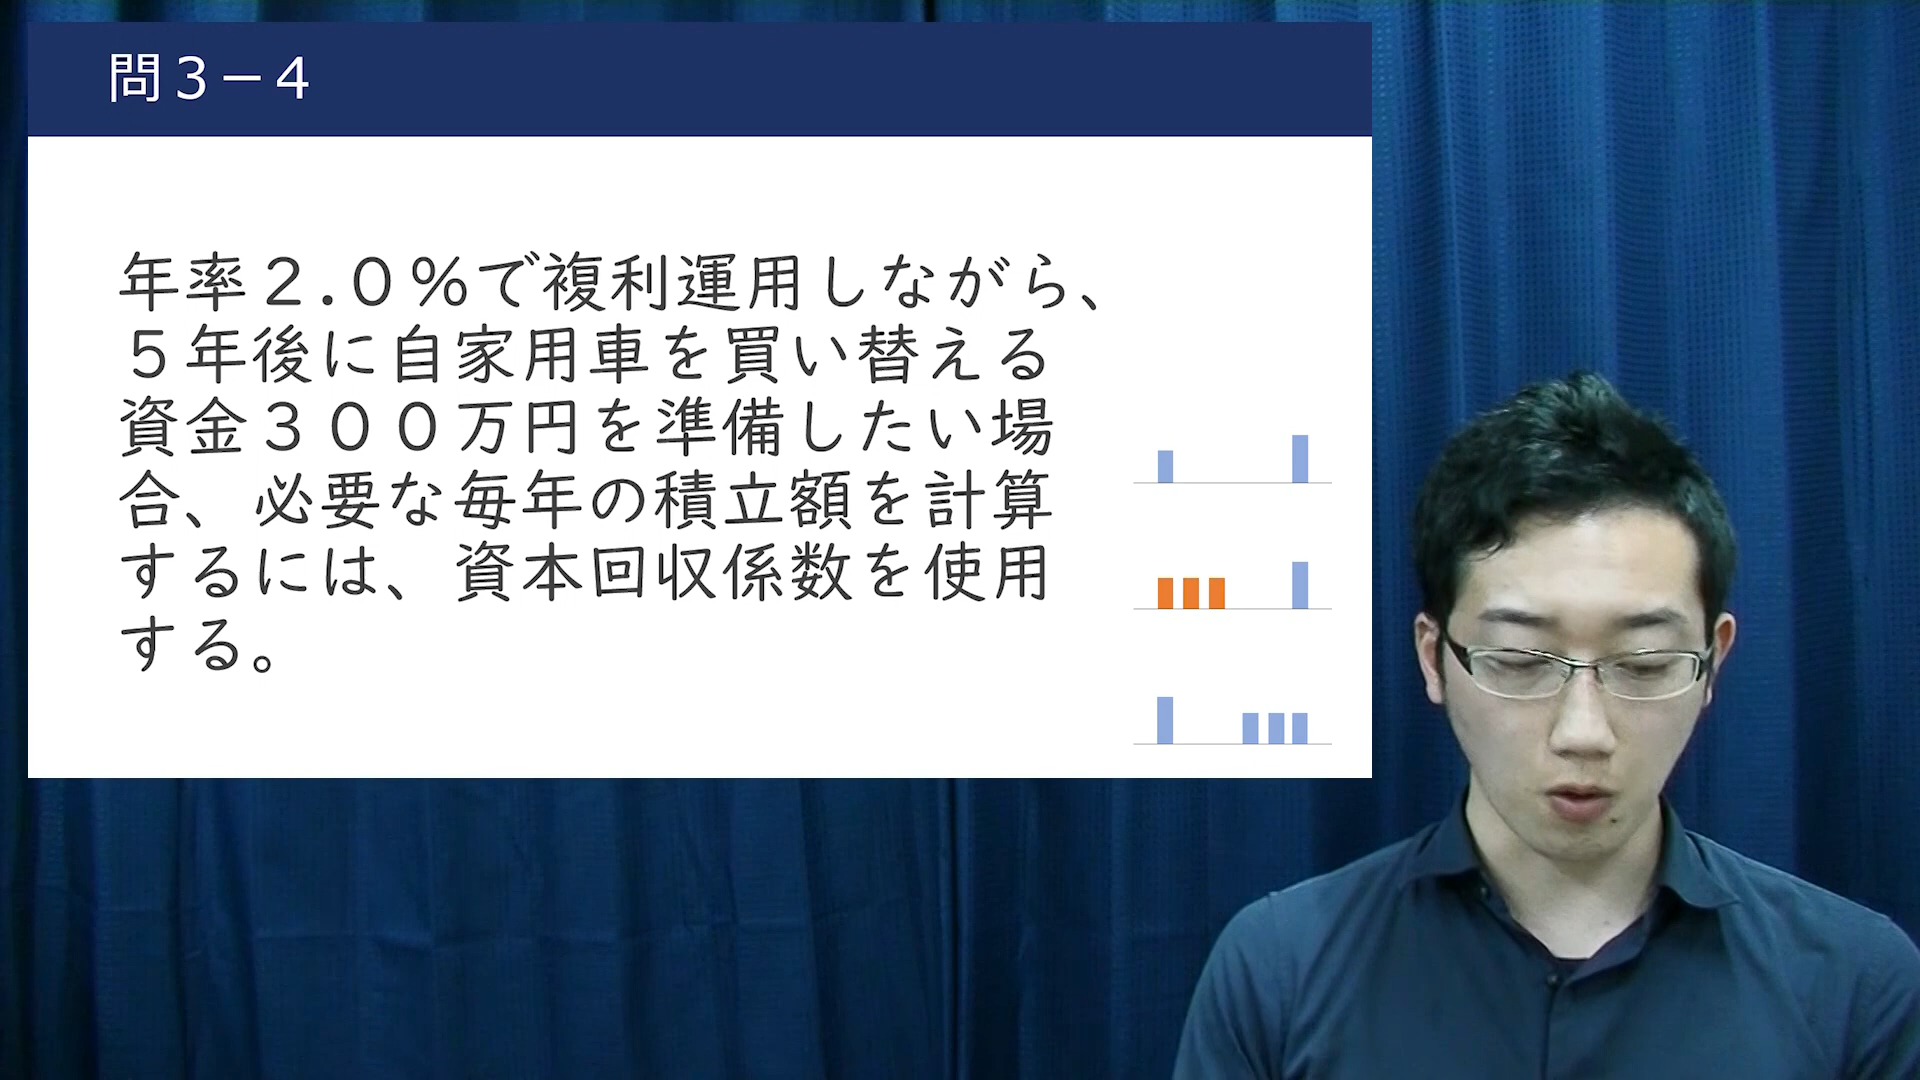 問３－４
年率２.０％で複利運用しながら、
５年後に自家用車を買い替える
資金３００万円を準備したい場
合、必要な毎年の積立額を計算
するには、資本回収係数を使用
する。